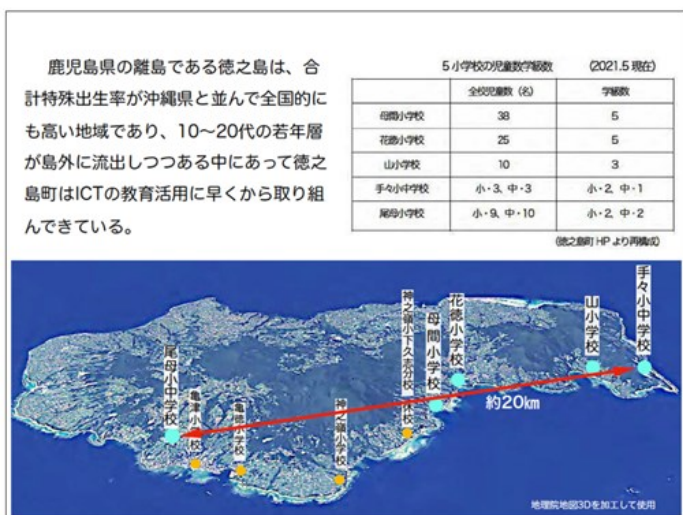 鹿児島県の離島である徳之島は、合
計特殊出生率が沖縄県と並んで全国的に
も高い地域であり、10〜20代の若年層
が島外に流出しつつある中にあって徳之
島町はICTの教育活用に早くから取り組
んできている。
5小学校の児童数学級数 (2021.5現在)
全校児童数(名) 学級数
母間小学校 38 5
花徳小学校 25 5
山小学校 10 3
手々小中学校 小・3, 中・3 小・2, 中・1
尾母小学校 小・9, 中・10 小・2, 中・2
(徳之島町HPより再構成)
尾母小中学校
亀津小学校
亀徳小学校
神之嶺小学校
神之嶺小下久志分校
休校
母間小学校
花徳小学校
山小学校
手々小中学校
約20km
地理院地図3Dを加工して使用